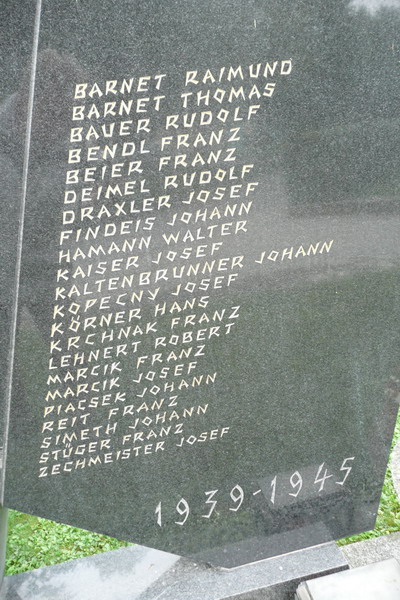 BARNET RAIMUND
BARNET THOMAS
BAUER RUDOLF
BENDL FRANZ
BEIER FRANZ
DEIMEL RUDOLF
DRAXLER JOSEF
FINDEIS JOHANN
HAMANN WALTER
KAISER JOSEF
KALTENBRUNNER JOHANN
KOPECNY JOSEF
KÖRNER HANS
KRCHNAK FRANZ
LEHNERT ROBERT
MARCIK FRANZ
MARCIK JOSEF
PIACSEK JOHANN
REIT FRANZ
SIMETH JOHANN
STÜGER FRANZ
ZECHMEISTER JOSEF
1939-1945